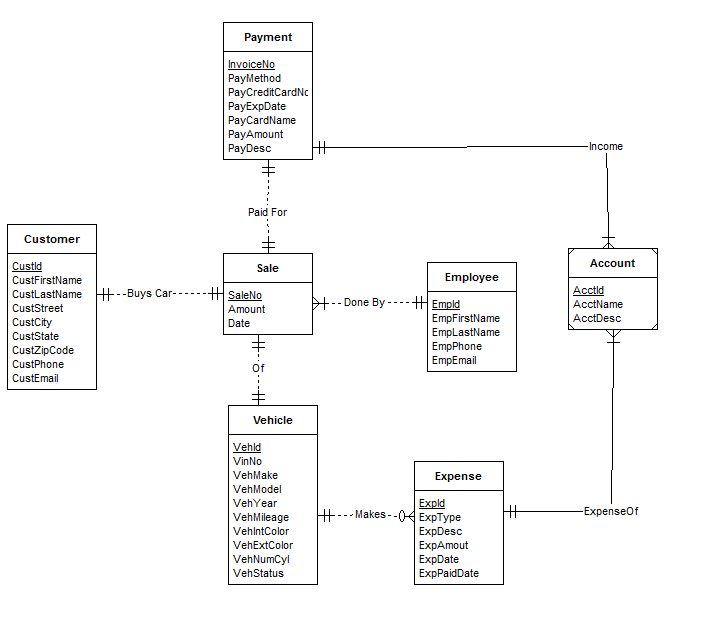 Payment
InvoiceNo
PayMethod
PayCreditCardNo
PayExpDate
PayCardName
PayAmount
PayDesc
Income
Paid For
Customer
CustId
CustFirstName
CustLastName
CustStreet
CustCity
CustState
CustZipCode
CustPhone
CustEmail
Buys Car
Sale
SaleNo
Amount
Date
Done By
Employee
EmpId
EmpFirstName
EmpLastName
EmpPhone
EmpEmail
Account
AcctId
AcctName
AcctDesc
Of
Vehicle
VehId
VinNo
VehMake
VehModel
VehYear
VehMileage
VehIntColor
VehExtColor
VehNumCyl
VehStatus
Makes
Expense
ExpId
ExpType
ExpDesc
ExpAmout
ExpDate
ExpPaidDate
ExpenseOf